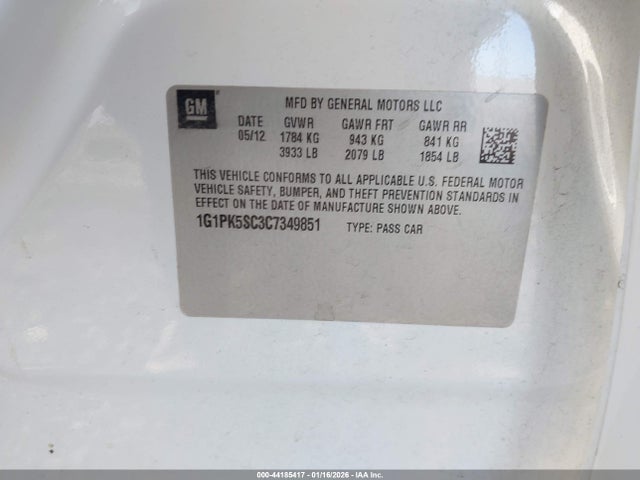 GM
MFD BY GENERAL MOTORS LLC
DATE GVWR GAWR FRT GAWR RR
05/12 1784 KG 943 KG 841 KG
3933 LB 2079 LB 1854 LB
THIS VEHICLE CONFORMS TO ALL APPLICABLE U.S. FEDERAL MOTOR
VEHICLE SAFETY, BUMPER, AND THEFT PREVENTION STANDARDS IN
EFFECT ON THE DATE OF MANUFACTURE SHOWN ABOVE.
1G1PK5SC3C7349851 TYPE: PASS CAR
000-44185417 | 01/16/2026 | IAA Inc.